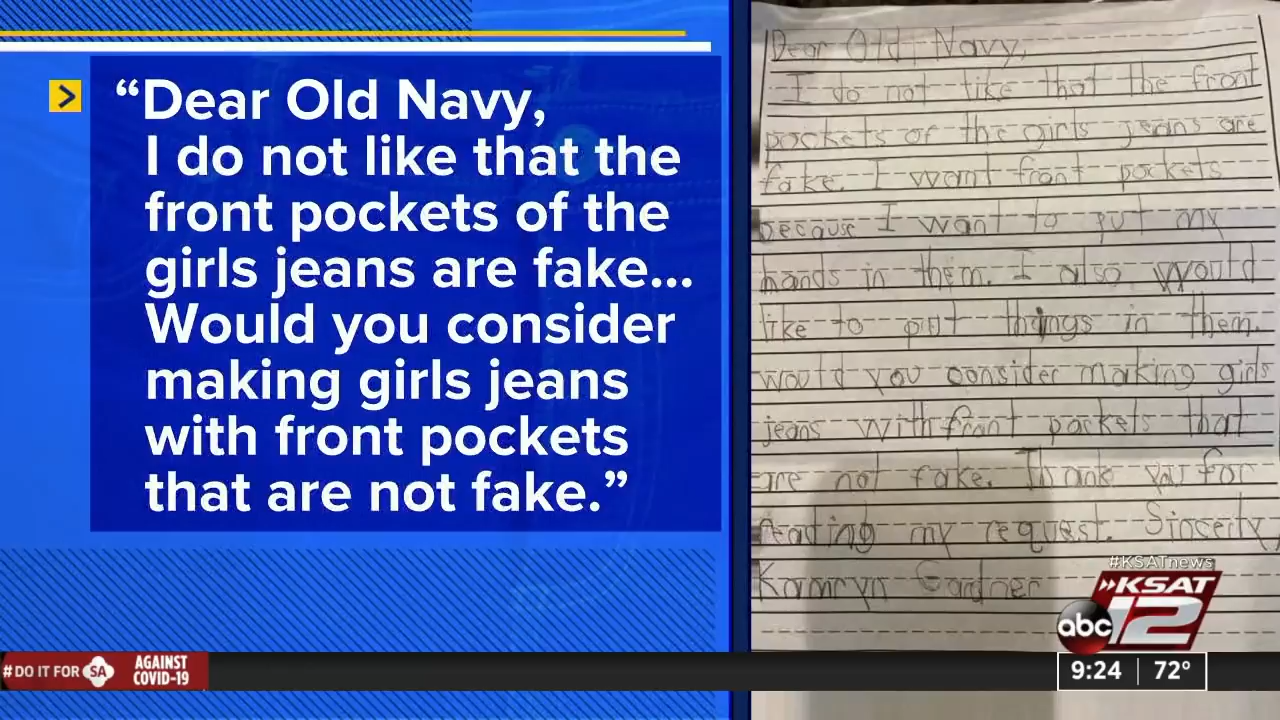 “Dear Old Navy,
I do not like that the
front pockets of the
girls jeans are fake...
Would you consider
making girls jeans
with front pockets
that are not fake.”
Dear Old Navy,
I do not like that the front
pockets of the girls jeans are
fake. I want front pockets
because I want to put my
hands in them. I also would
like to put things in them.
would you consider making girls
jeans with front pockets that
are not fake. Thank you for
reading my request. Sincerly,
Kamryn Gardner
#KSATnews
KSAT
abc 12
#DO IT FOR SA
AGAINST
COVID-19
9:24 72°